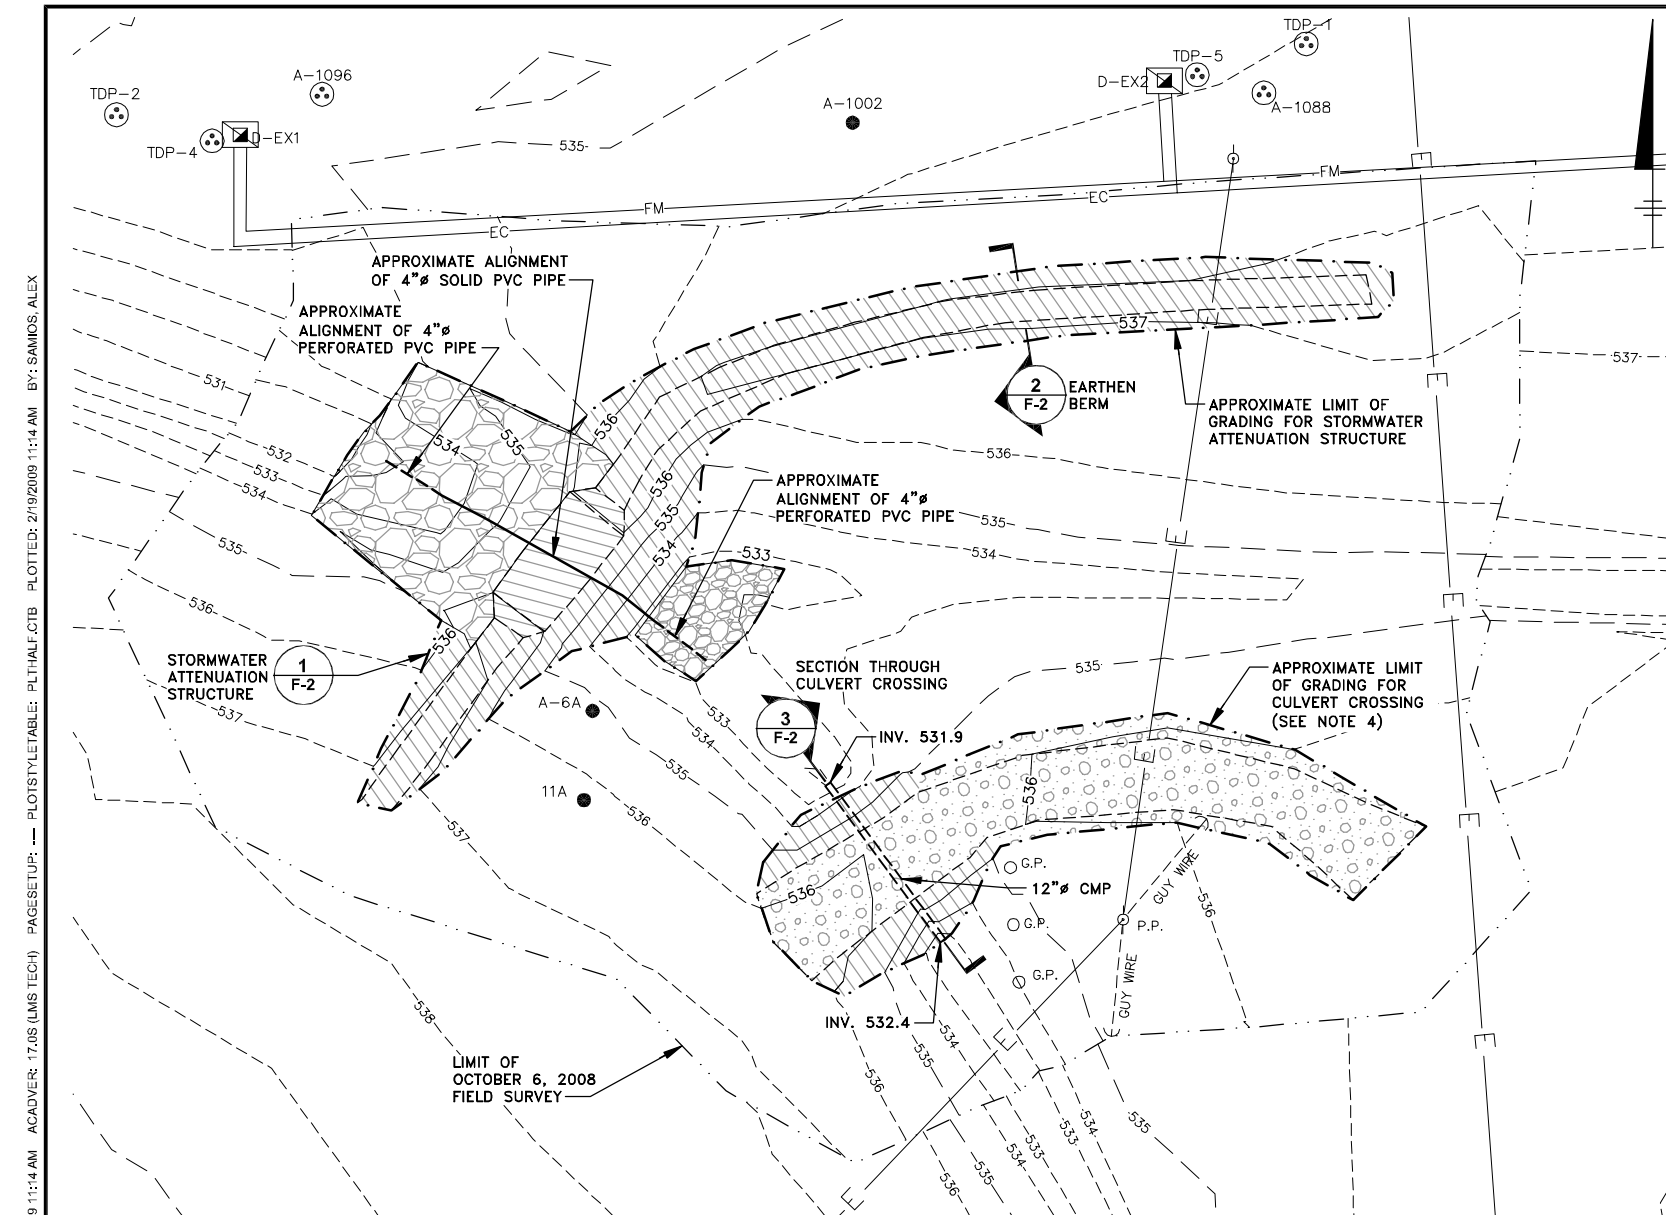 TDP-1
TDP-5
D-EX2
A-1088
A-1096
TDP-2
A-1002
D-EX1
TDP-4
535
FM
FM
EC
EC
APPROXIMATE ALIGNMENT
OF 4"ø SOLID PVC PIPE
APPROXIMATE
ALIGNMENT OF 4"ø
PERFORATED PVC PIPE
537
537
531
2
F-2
EARTHEN
BERM
APPROXIMATE LIMIT OF
GRADING FOR STORMWATER
ATTENUATION STRUCTURE
536
535
534
532
533
534
536
536
535
534
APPROXIMATE
ALIGNMENT OF 4"ø
PERFORATED PVC PIPE
535
534
533
535
536
536
STORMWATER
ATTENUATION
STRUCTURE
1
F-2
537
A-6A
11A
533
534
535
536
537
SECTION THROUGH
CULVERT CROSSING
3
F-2
INV. 531.9
535
APPROXIMATE LIMIT
OF GRADING FOR
CULVERT CROSSING
(SEE NOTE 4)
536
536
G.P.
12"ø CMP
G.P.
G.P.
GUY WIRE
GUY WIRE
P.P.
536
INV. 532.4
538
LIMIT OF
OCTOBER 6, 2008
FIELD SURVEY
534
535
536
535
534
533
533
534
535
536
E
E
E
E
E
E
E
E
E
E
E
9 11:14 AM ACADVER: 17.0S (LMS TECH) PAGESETUP: --- PLOTSTYLETABLE: PLTHALF.CTB PLOTTED: 2/19/2009 11:14 AM BY: SAMIOS, ALEX